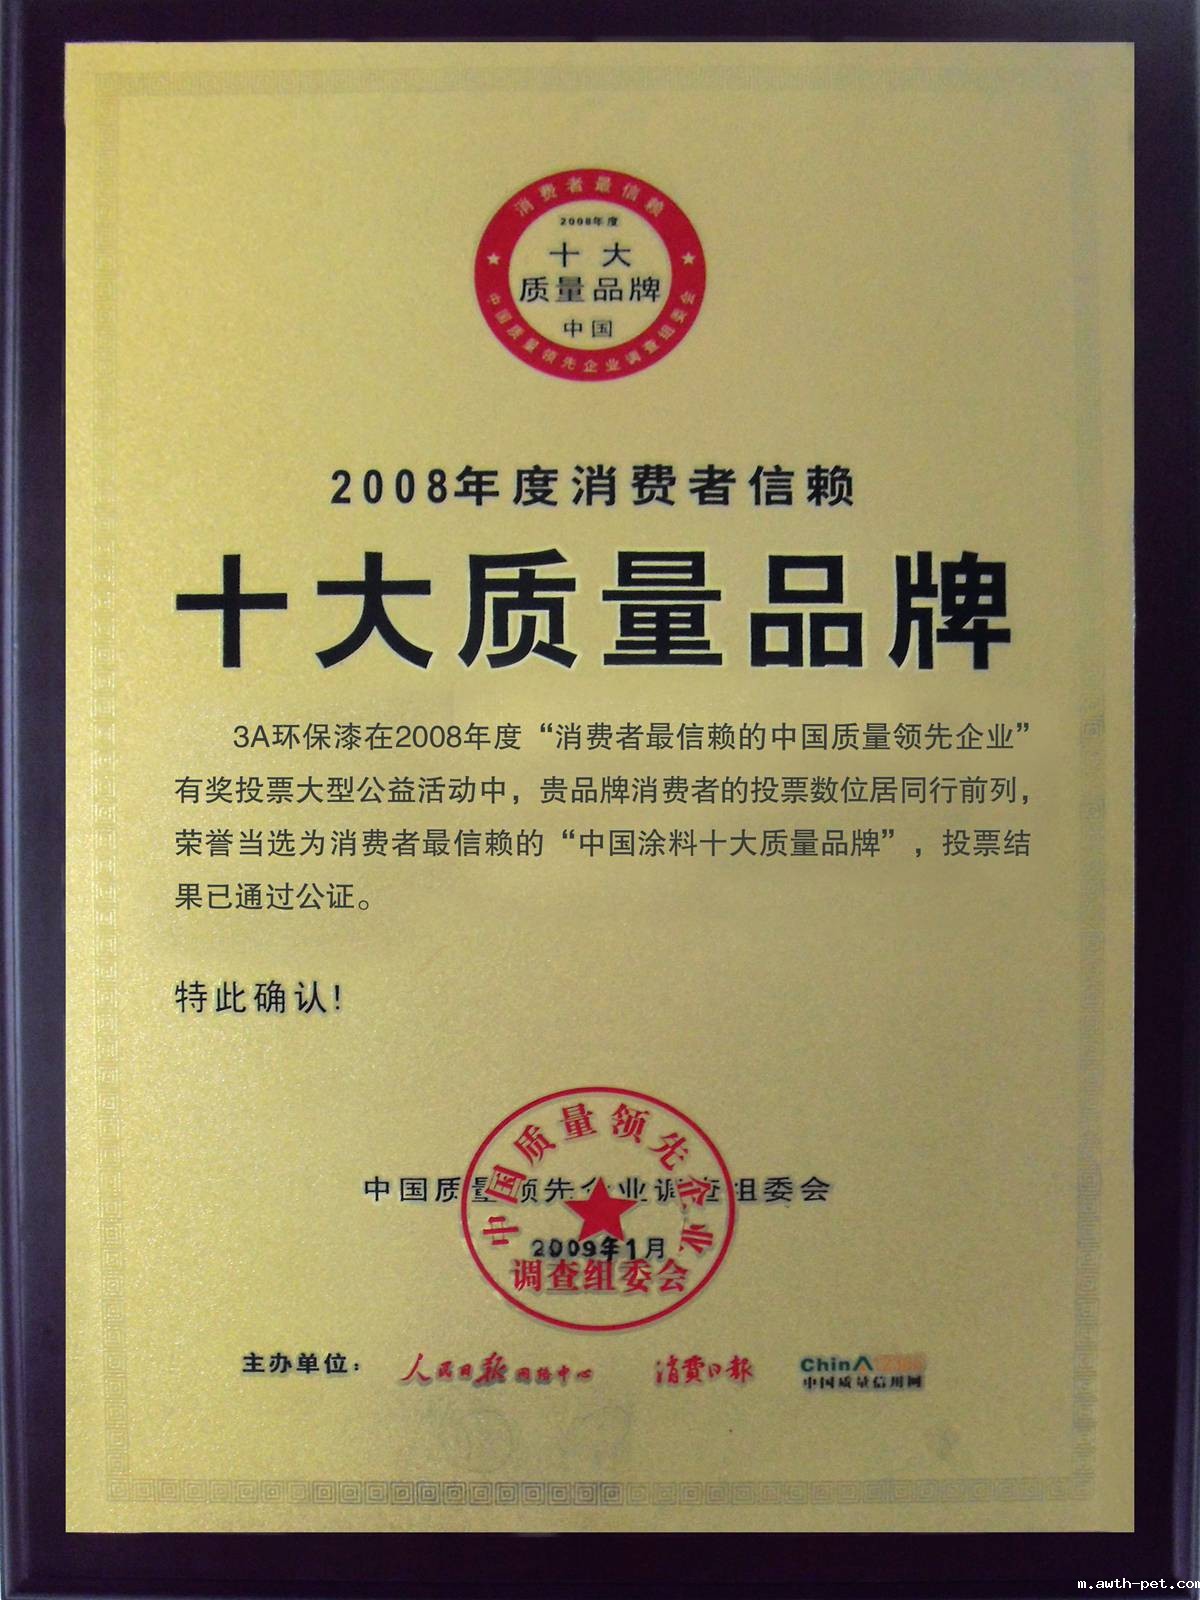 消费者最信赖
2008年度
十大
质量品牌
中国
中国质量领先企业调查组委会
2008年度消费者信赖
十大质量品牌
3A环保漆在2008年度“消费者最信赖的中国质量领先企业”
有奖投票大型公益活动中，贵品牌消费者的投票数位居同行前列，
荣誉当选为消费者最信赖的“中国涂料十大质量品牌”，投票结
果已通过公证。
特此确认！
中国质量领先企业调查组委会
2009年1月
中国质量领先企业
调查组委会
主办单位： 人民日报网络中心 消费日報 ChinA12365
中国质量信用网
m.awth-pet.com